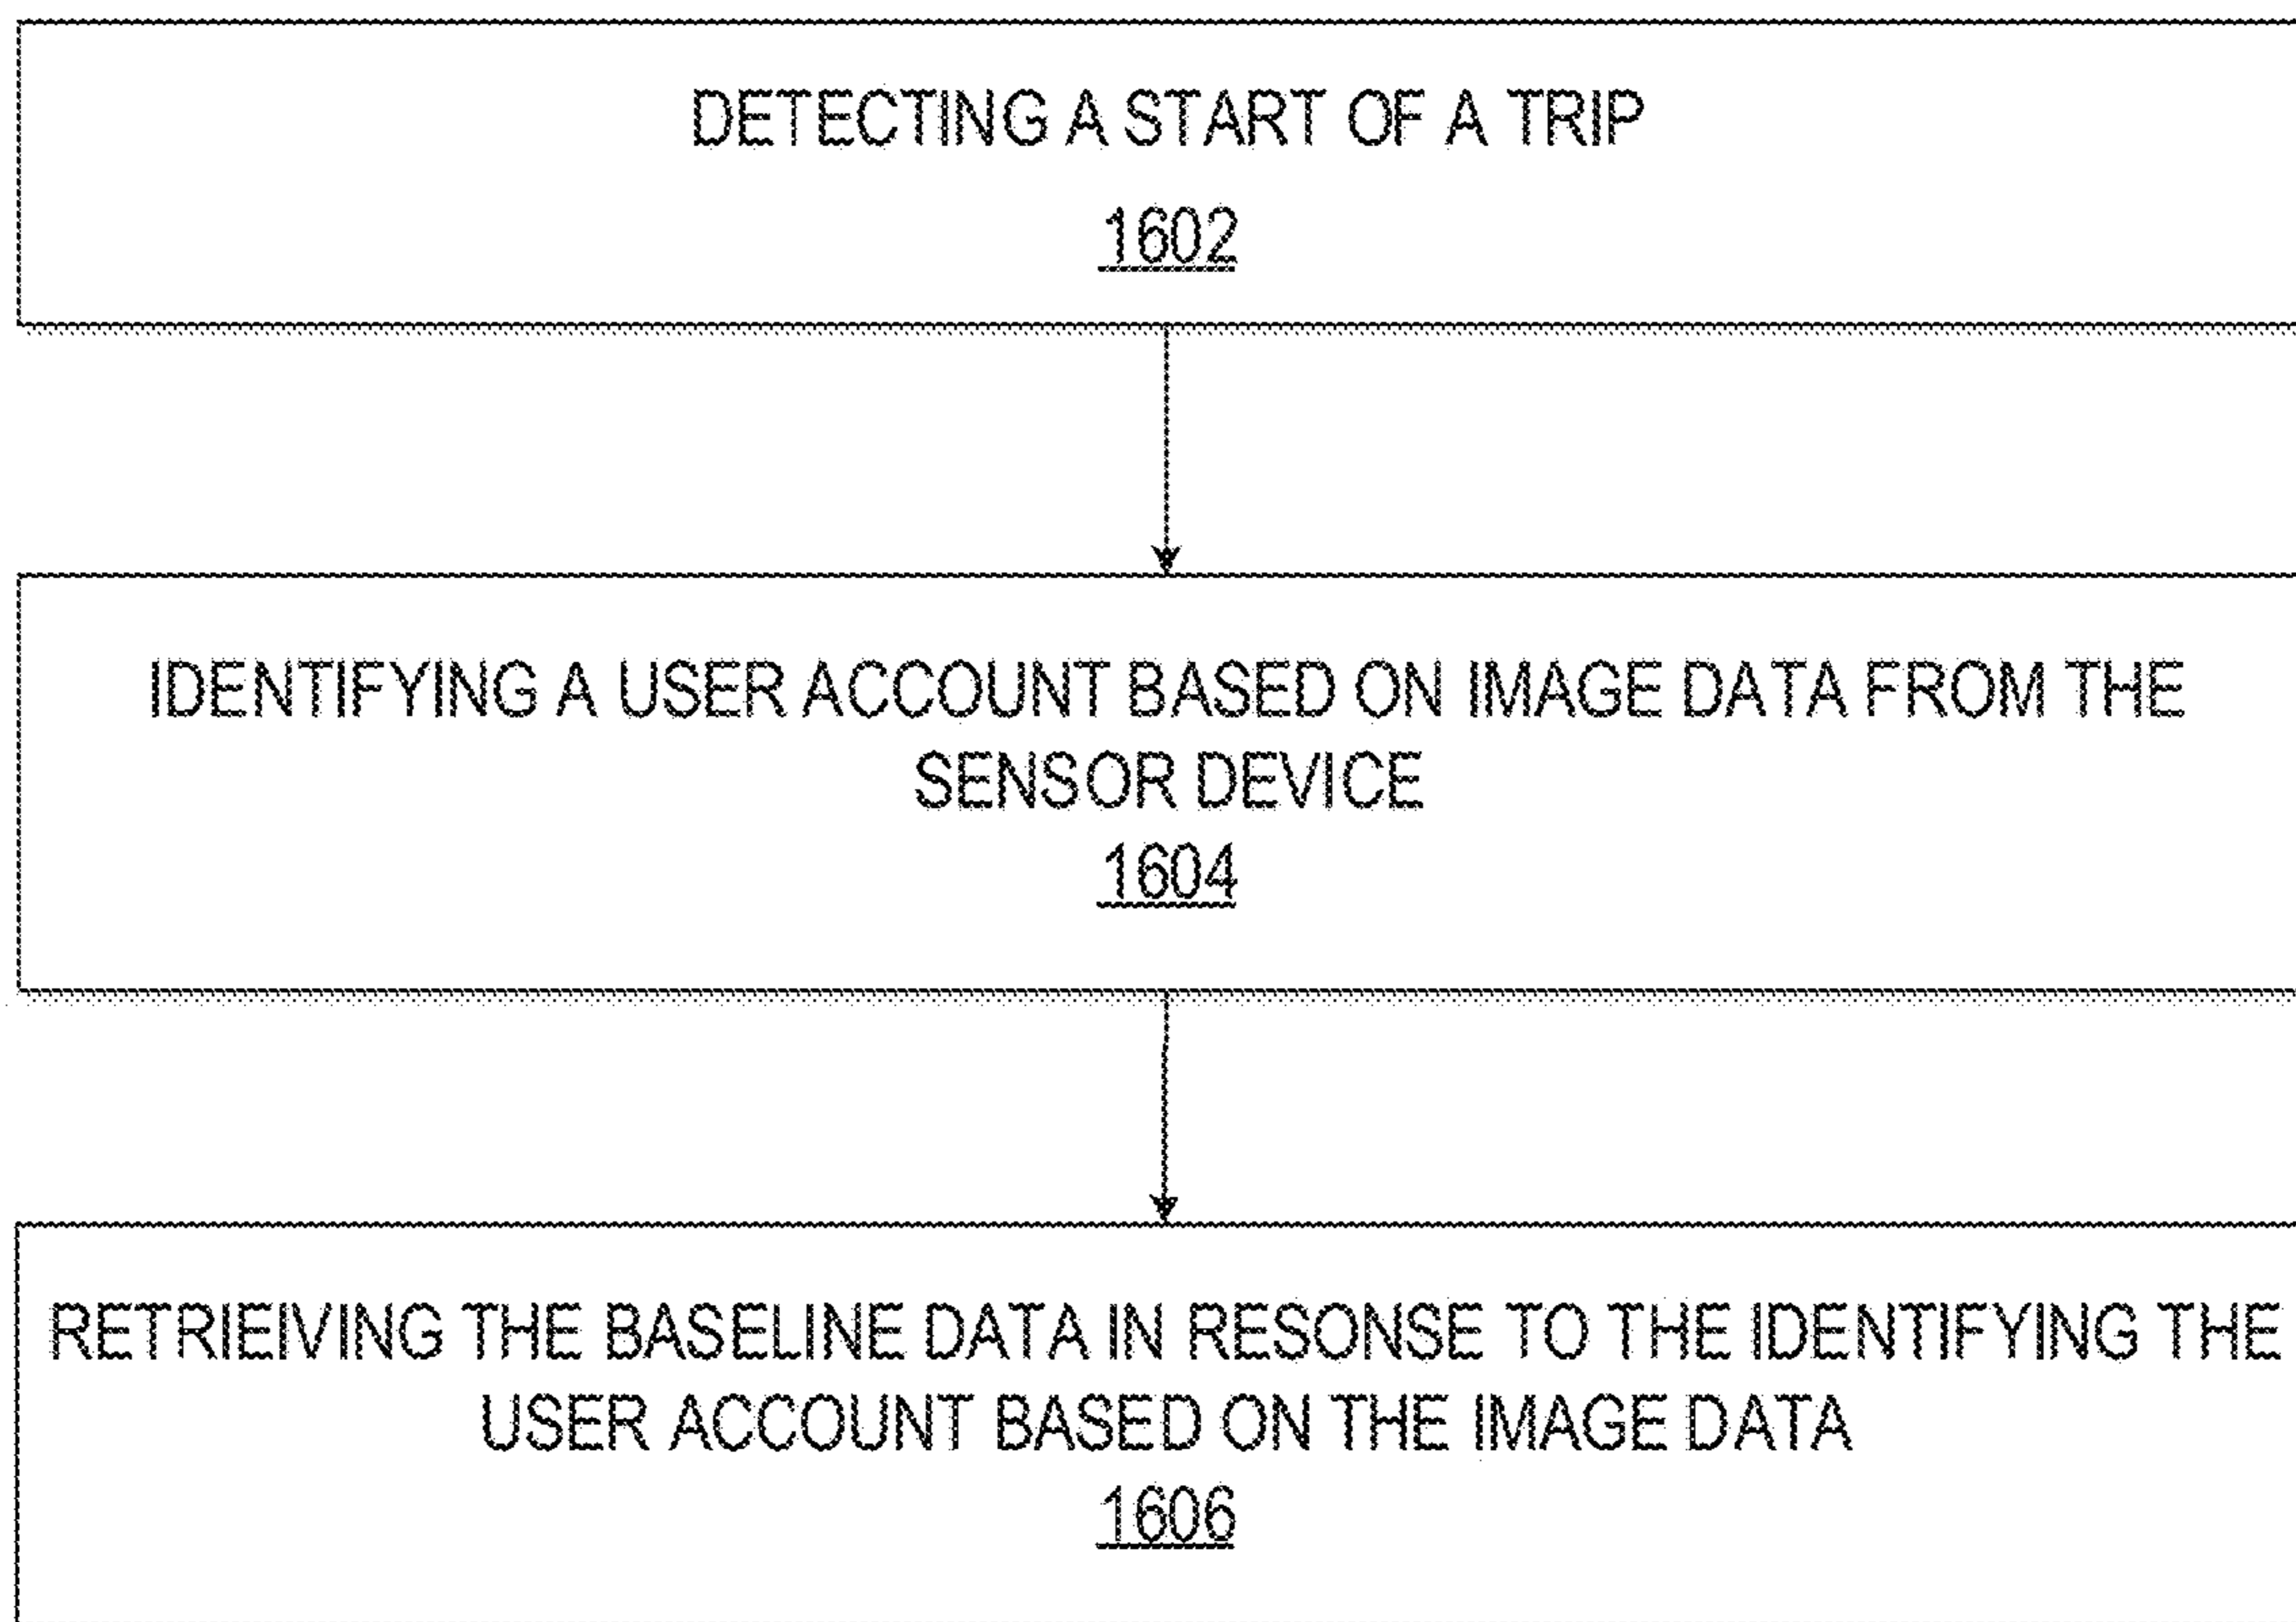 DETECTING A START OF A TRIP
1602
IDENTIFYING A USER ACCOUNT BASED ON IMAGE DATA FROM THE
SENSOR DEVICE
1604
RETRIEIVING THE BASELINE DATA IN RESONSE TO THE IDENTIFYING THE
USER ACCOUNT BASED ON THE IMAGE DATA
1606